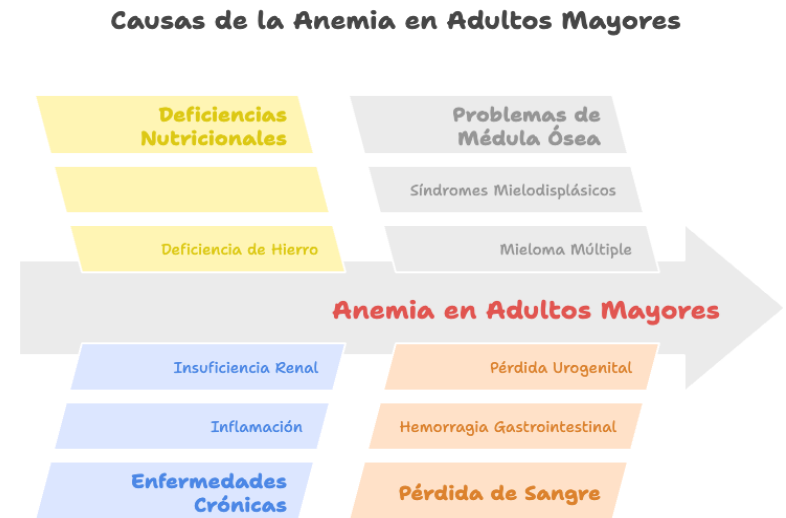 Causas de la Anemia en Adultos Mayores
Deficiencias
Nutricionales
Problemas de
Médula Ósea
Síndromes Mielodisplásicos
Deficiencia de Hierro
Mieloma Múltiple
Anemia en Adultos Mayores
Insuficiencia Renal
Pérdida Urogenital
Inflamación
Hemorragia Gastrointestinal
Enfermedades
Crónicas
Pérdida de Sangre